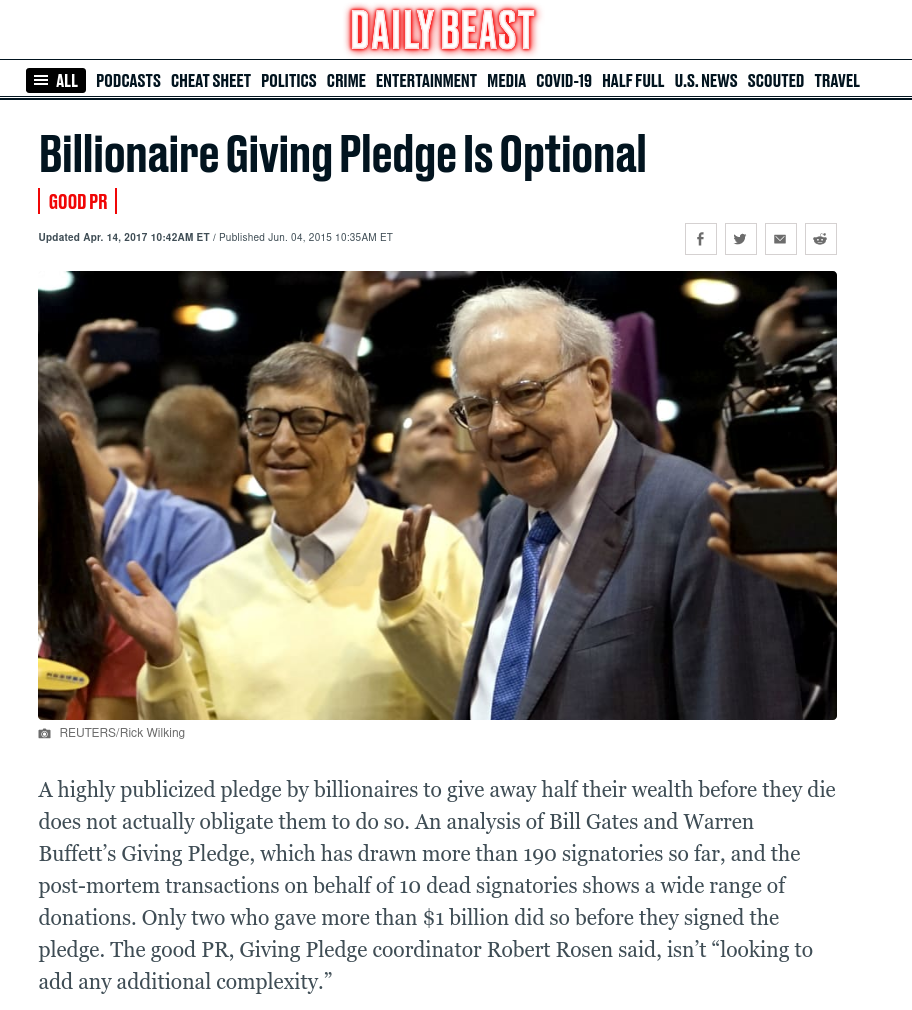 DAILY BEAST
ALL PODCASTS CHEAT SHEET POLITICS CRIME ENTERTAINMENT MEDIA COVID-19 HALF FULL U.S. NEWS SCOUTED TRAVEL
Billionaire Giving Pledge Is Optional
GOOD PR
Updated Apr. 14, 2017 10:42AM ET / Published Jun. 04, 2015 10:35AM ET
REUTERS/Rick Wilking
A highly publicized pledge by billionaires to give away half their wealth before they die
does not actually obligate them to do so. An analysis of Bill Gates and Warren
Buffett’s Giving Pledge, which has drawn more than 190 signatories so far, and the
post-mortem transactions on behalf of 10 dead signatories shows a wide range of
donations. Only two who gave more than $1 billion did so before they signed the
pledge. The good PR, Giving Pledge coordinator Robert Rosen said, isn’t “looking to
add any additional complexity.”